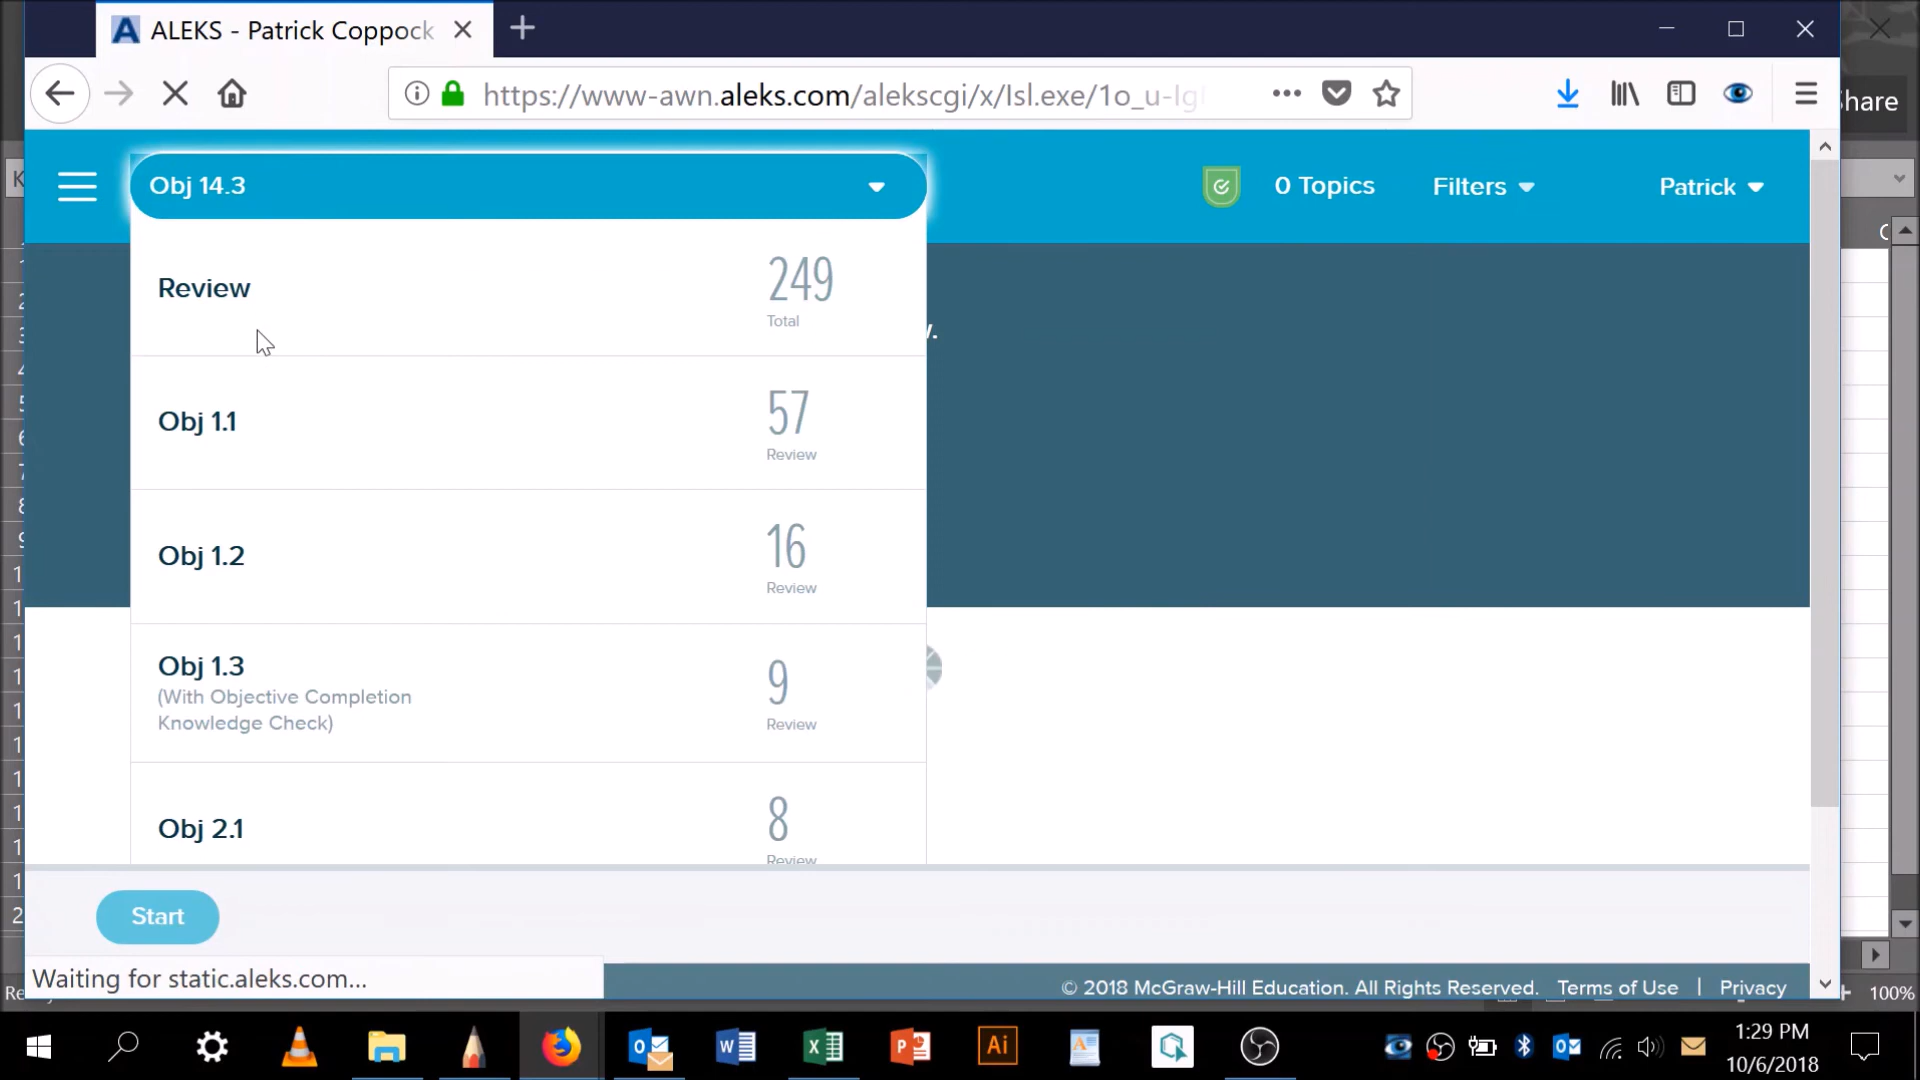 ALEKS - Patrick Coppock
https://www-awn.aleks.com/alekscgi/x/Isl.exe/1o_u-Ig
Share
Obj 14.3
0 Topics
Filters
Patrick
Review
249
Total
Obj 1.1
57
Review
Obj 1.2
16
Review
Obj 1.3
(With Objective Completion
Knowledge Check)
9
Review
Obj 2.1
8
Review
Start
Waiting for static.aleks.com...
© 2018 McGraw-Hill Education. All Rights Reserved. Terms of Use | Privacy
100%
1:29 PM
10/6/2018